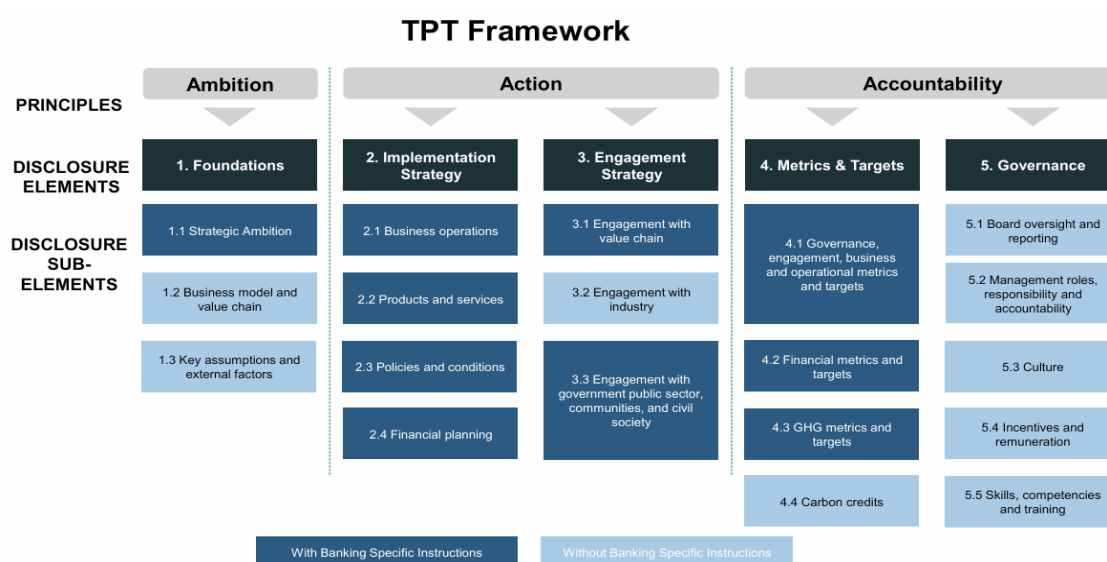 TPT Framework
PRINCIPLES
Ambition
Action
Accountability
DISCLOSURE
ELEMENTS
1. Foundations
2. Implementation
Strategy
3. Engagement
Strategy
4. Metrics & Targets
5. Governance
DISCLOSURE
SUB-
ELEMENTS
1.1 Strategic Ambition
1.2 Business model and
value chain
1.3 Key assumptions and
external factors
2.1 Business operations
2.2 Products and services
2.3 Policies and conditions
2.4 Financial planning
3.1 Engagement with
value chain
3.2 Engagement with
industry
3.3 Engagement with
government public sector,
communities, and civil
society
4.1 Governance,
engagement, business
and operational metrics
and targets
4.2 Financial metrics and
targets
4.3 GHG metrics and
targets
4.4 Carbon credits
5.1 Board oversight and
reporting
5.2 Management roles,
responsibility and
accountability
5.3 Culture
5.4 Incentives and
remuneration
5.5 Skills, competencies
and training
With Banking Specific Instructions
Without Banking Specific Instructions